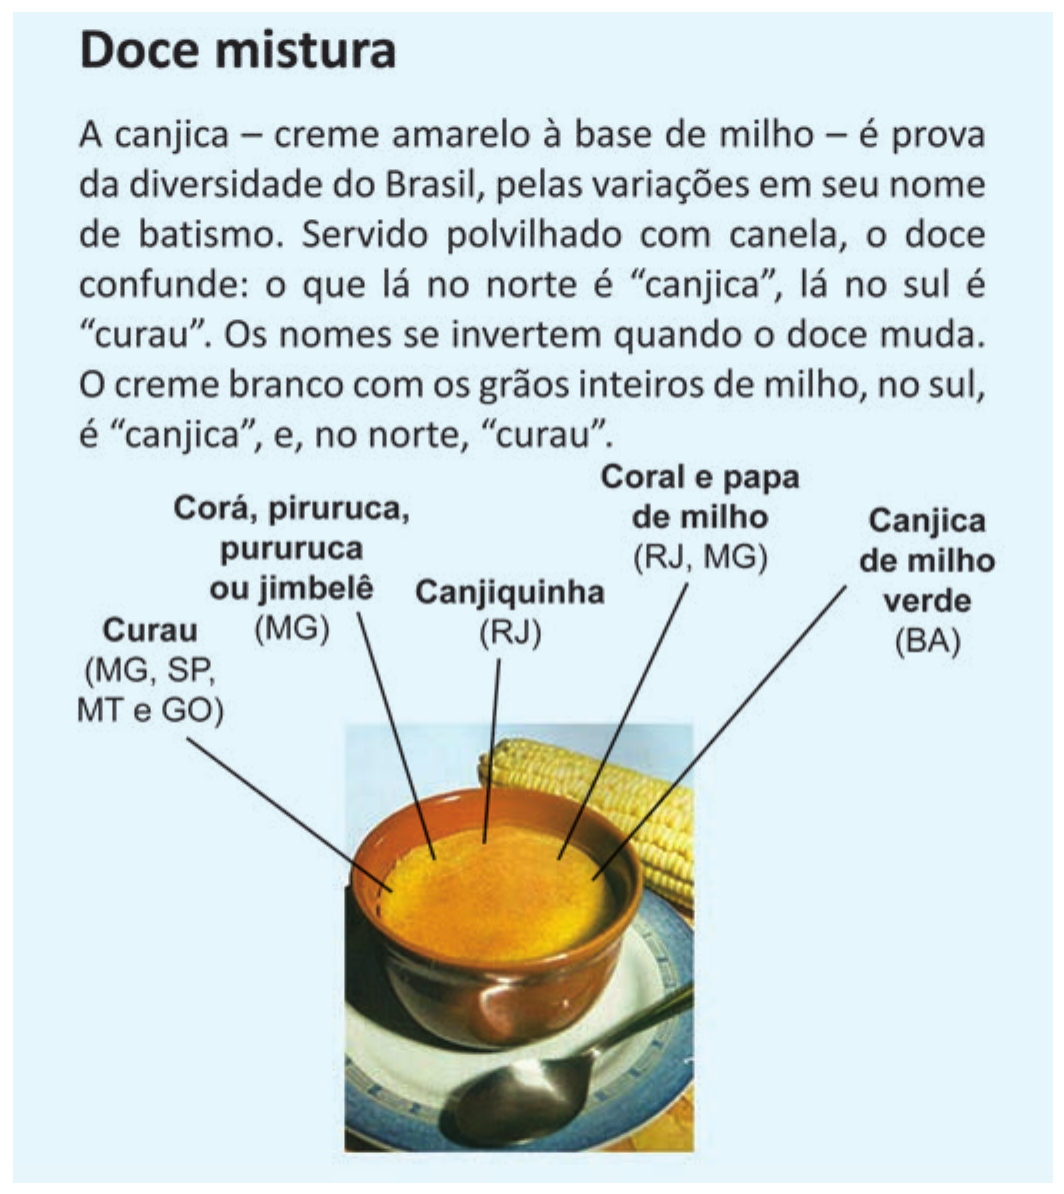 Doce mistura
A canjica – creme amarelo à base de milho – é prova
da diversidade do Brasil, pelas variações em seu nome
de batismo. Servido polvilhado com canela, o doce
confunde: o que lá no norte é “canjica”, lá no sul é
“curau”. Os nomes se invertem quando o doce muda.
O creme branco com os grãos inteiros de milho, no sul,
é “canjica”, e, no norte, “curau”.
Curau
(MG, SP,
MT e GO)
Corá, piruruca,
pururuca
ou jimbelê
(MG)
Canjiquinha
(RJ)
Coral e papa
de milho
(RJ, MG)
Canjica
de milho
verde
(BA)